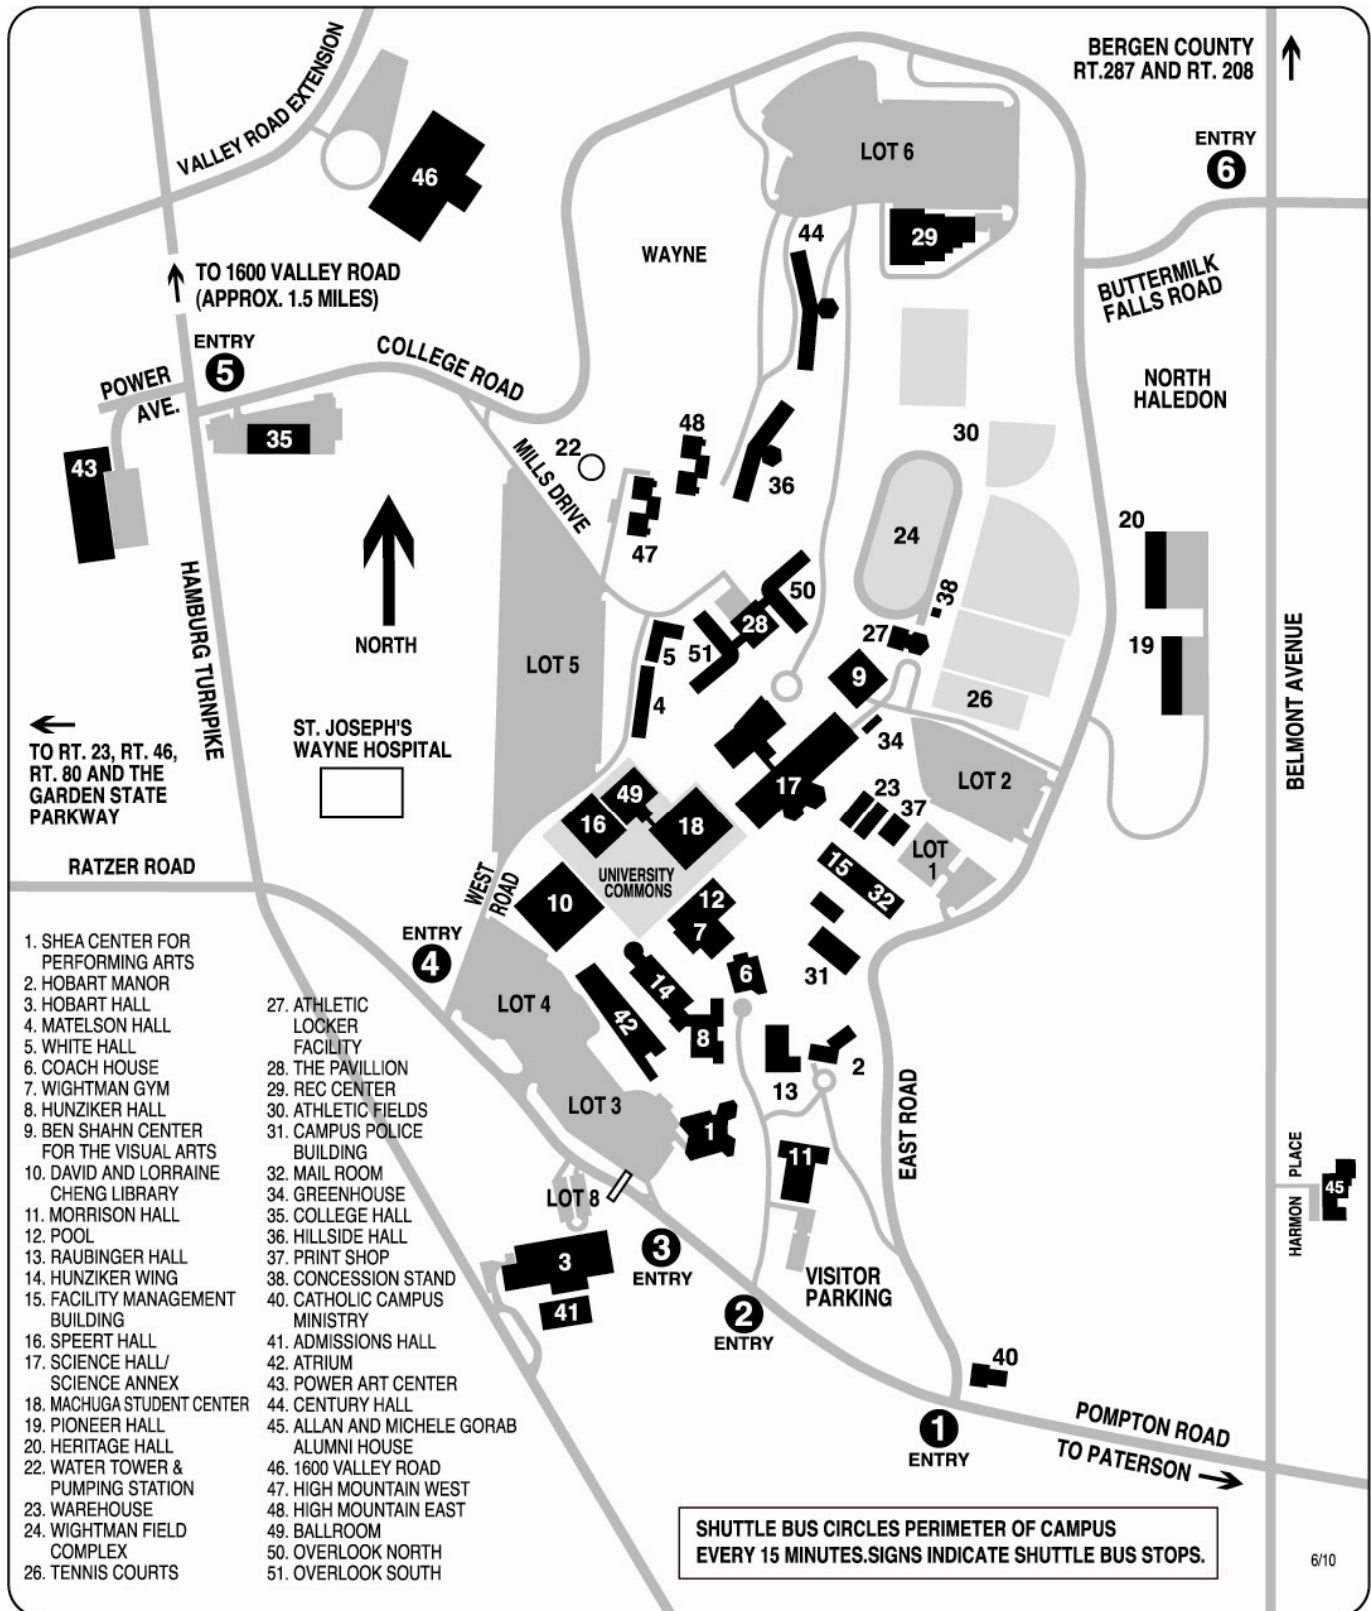 BERGEN COUNTY
RT.287 AND RT. 208
ENTRY
6
VALLEY ROAD EXTENSION
46
LOT 6
29
44
WAYNE
BUTTERMILK
FALLS ROAD
TO 1600 VALLEY ROAD
(APPROX. 1.5 MILES)
ENTRY
5
COLLEGE ROAD
POWER
AVE.
NORTH
HALEDON
35
43
22
48
30
36
MILLS DRIVE
47
24
20
HAMBURG TURNPIKE
NORTH
50
38
28
27
5
51
19
LOT 5
9
4
26
BELMONT AVENUE
ST. JOSEPH'S
WAYNE HOSPITAL
34
TO RT. 23, RT. 46,
RT. 80 AND THE
GARDEN STATE
PARKWAY
17
LOT 2
49
23
37
16
18
LOT
1
RATZER ROAD
15
32
WEST
ROAD
UNIVERSITY
COMMONS
10
12
7
ENTRY
4
31
6
14
LOT 4
42
8
2
13
LOT 3
EAST ROAD
1
11
HARMON PLACE
45
LOT 8
3
3
ENTRY
VISITOR
PARKING
41
2
ENTRY
40
1
ENTRY
POMPTON ROAD
TO PATERSON
1. SHEA CENTER FOR
PERFORMING ARTS
2. HOBART MANOR
3. HOBART HALL
4. MATELSON HALL
5. WHITE HALL
6. COACH HOUSE
7. WIGHTMAN GYM
8. HUNZIKER HALL
9. BEN SHAHN CENTER
FOR THE VISUAL ARTS
10. DAVID AND LORRAINE
CHENG LIBRARY
11. MORRISON HALL
12. POOL
13. RAUBINGER HALL
14. HUNZIKER WING
15. FACILITY MANAGEMENT
BUILDING
16. SPEERT HALL
17. SCIENCE HALL/
SCIENCE ANNEX
18. MACHUGA STUDENT CENTER
19. PIONEER HALL
20. HERITAGE HALL
22. WATER TOWER &
PUMPING STATION
23. WAREHOUSE
24. WIGHTMAN FIELD
COMPLEX
26. TENNIS COURTS
27. ATHLETIC
LOCKER
FACILITY
28. THE PAVILLION
29. REC CENTER
30. ATHLETIC FIELDS
31. CAMPUS POLICE
BUILDING
32. MAIL ROOM
34. GREENHOUSE
35. COLLEGE HALL
36. HILLSIDE HALL
37. PRINT SHOP
38. CONCESSION STAND
40. CATHOLIC CAMPUS
MINISTRY
41. ADMISSIONS HALL
42. ATRIUM
43. POWER ART CENTER
44. CENTURY HALL
45. ALLAN AND MICHELE GORAB
ALUMNI HOUSE
46. 1600 VALLEY ROAD
47. HIGH MOUNTAIN WEST
48. HIGH MOUNTAIN EAST
49. BALLROOM
50. OVERLOOK NORTH
51. OVERLOOK SOUTH
SHUTTLE BUS CIRCLES PERIMETER OF CAMPUS
EVERY 15 MINUTES.SIGNS INDICATE SHUTTLE BUS STOPS.
6/10